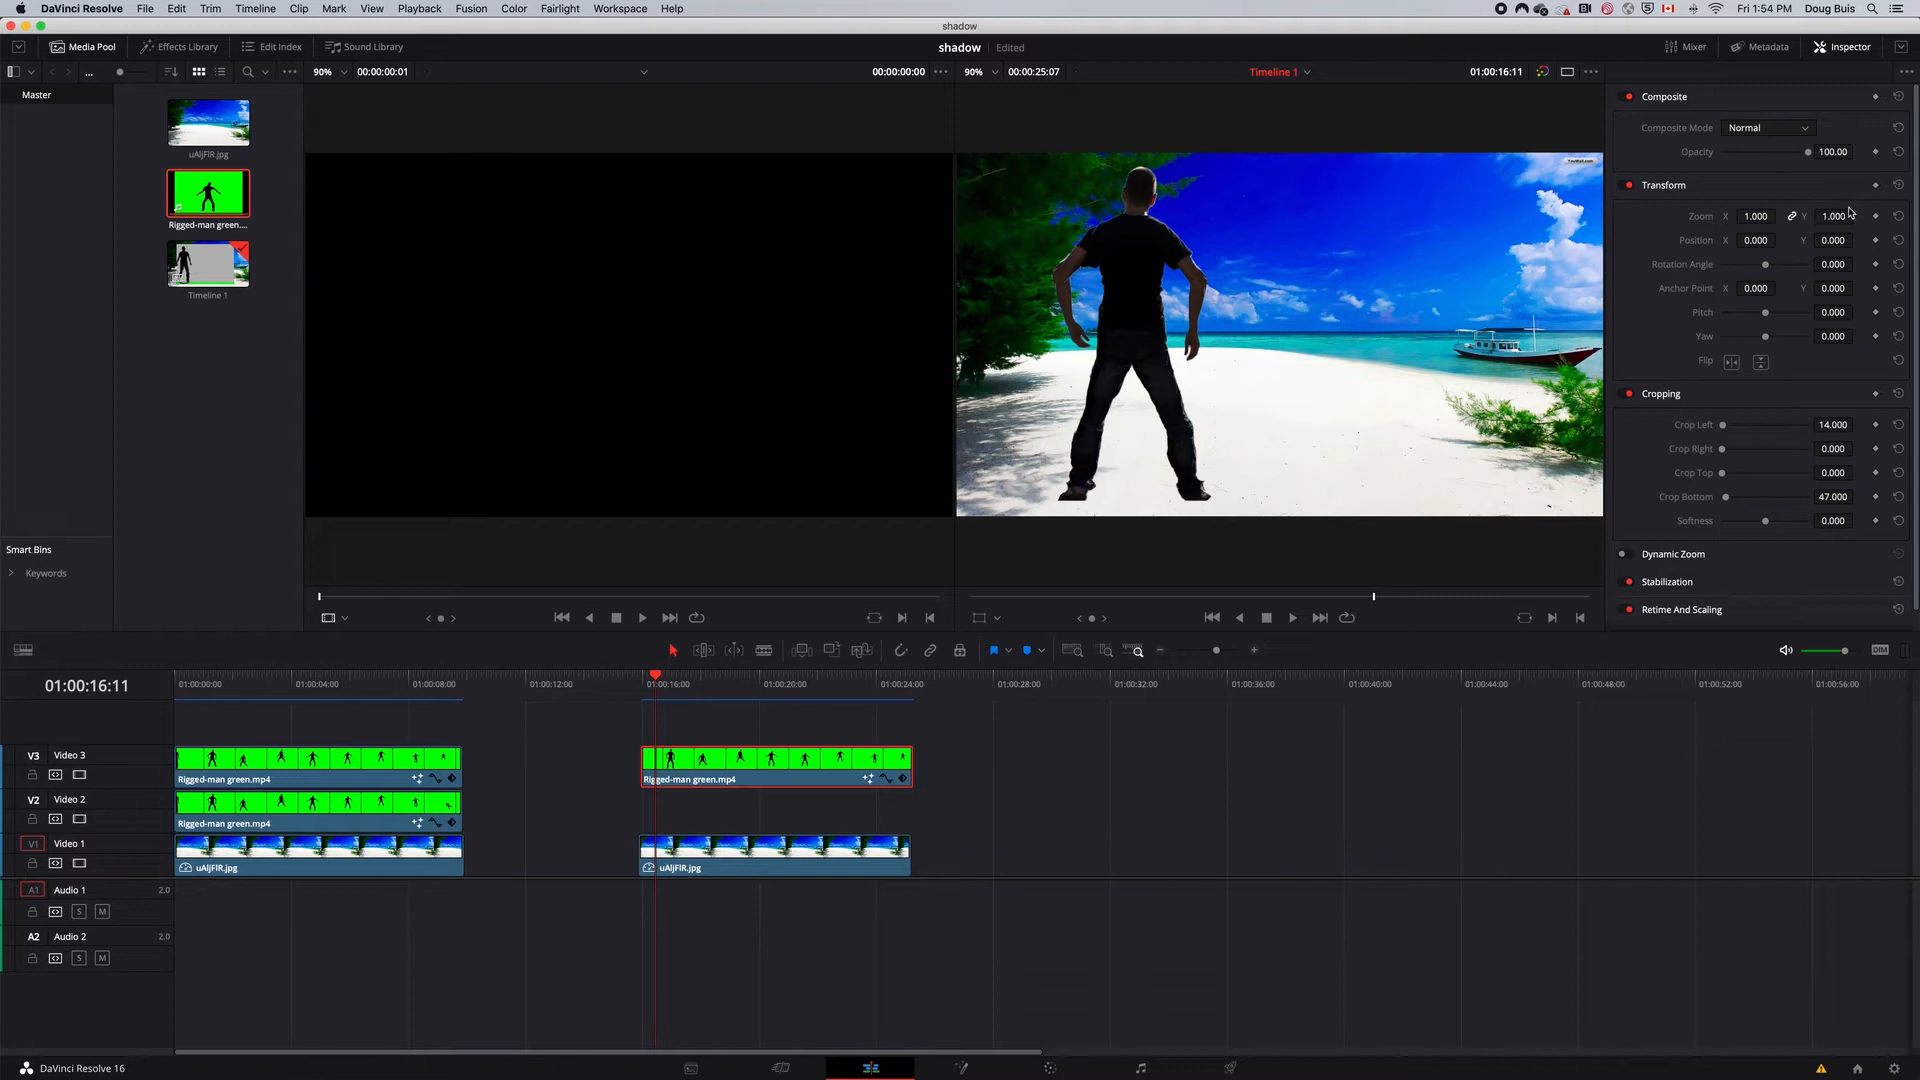 DaVinci Resolve File Edit Trim Timeline Clip Mark View Playback Fusion Color Fairlight Workspace Help
Fri 1:54 PM Doug Buis
shadow
Media Pool Effects Library Edit Index Sound Library
shadow Edited
Mixer Metadata Inspector
... 90% 00:00:00:01 00:00:00:00 90% 00:00:25:07 Timeline 1 01:00:16:11
Master
uAljFlR.jpg
Rigged-man green....
Timeline 1
Smart Bins
Keywords
Composite
Composite Mode Normal
Opacity 100.00
Transform
Zoom X 1.000 Y 1.000
Position X 0.000 Y 0.000
Rotation Angle 0.000
Anchor Point X 0.000 Y 0.000
Pitch 0.000
Yaw 0.000
Flip
Cropping
Crop Left 14.000
Crop Right 0.000
Crop Top 0.000
Crop Bottom 47.000
Softness 0.000
Dynamic Zoom
Stabilization
Retime And Scaling
DIM
01:00:16:11
01:00:00:00 01:00:04:00 01:00:08:00 01:00:12:00 01:00:16:00 01:00:20:00 01:00:24:00 01:00:28:00 01:00:32:00 01:00:36:00 01:00:40:00 01:00:44:00 01:00:48:00 01:00:52:00 01:00:56:00
V3 Video 3
Rigged-man green.mp4 Rigged-man green.mp4
V2 Video 2
Rigged-man green.mp4
V1 Video 1
uAljFlR.jpg uAljFlR.jpg
A1 Audio 1 2.0
S M
A2 Audio 2 2.0
S M
DaVinci Resolve 16